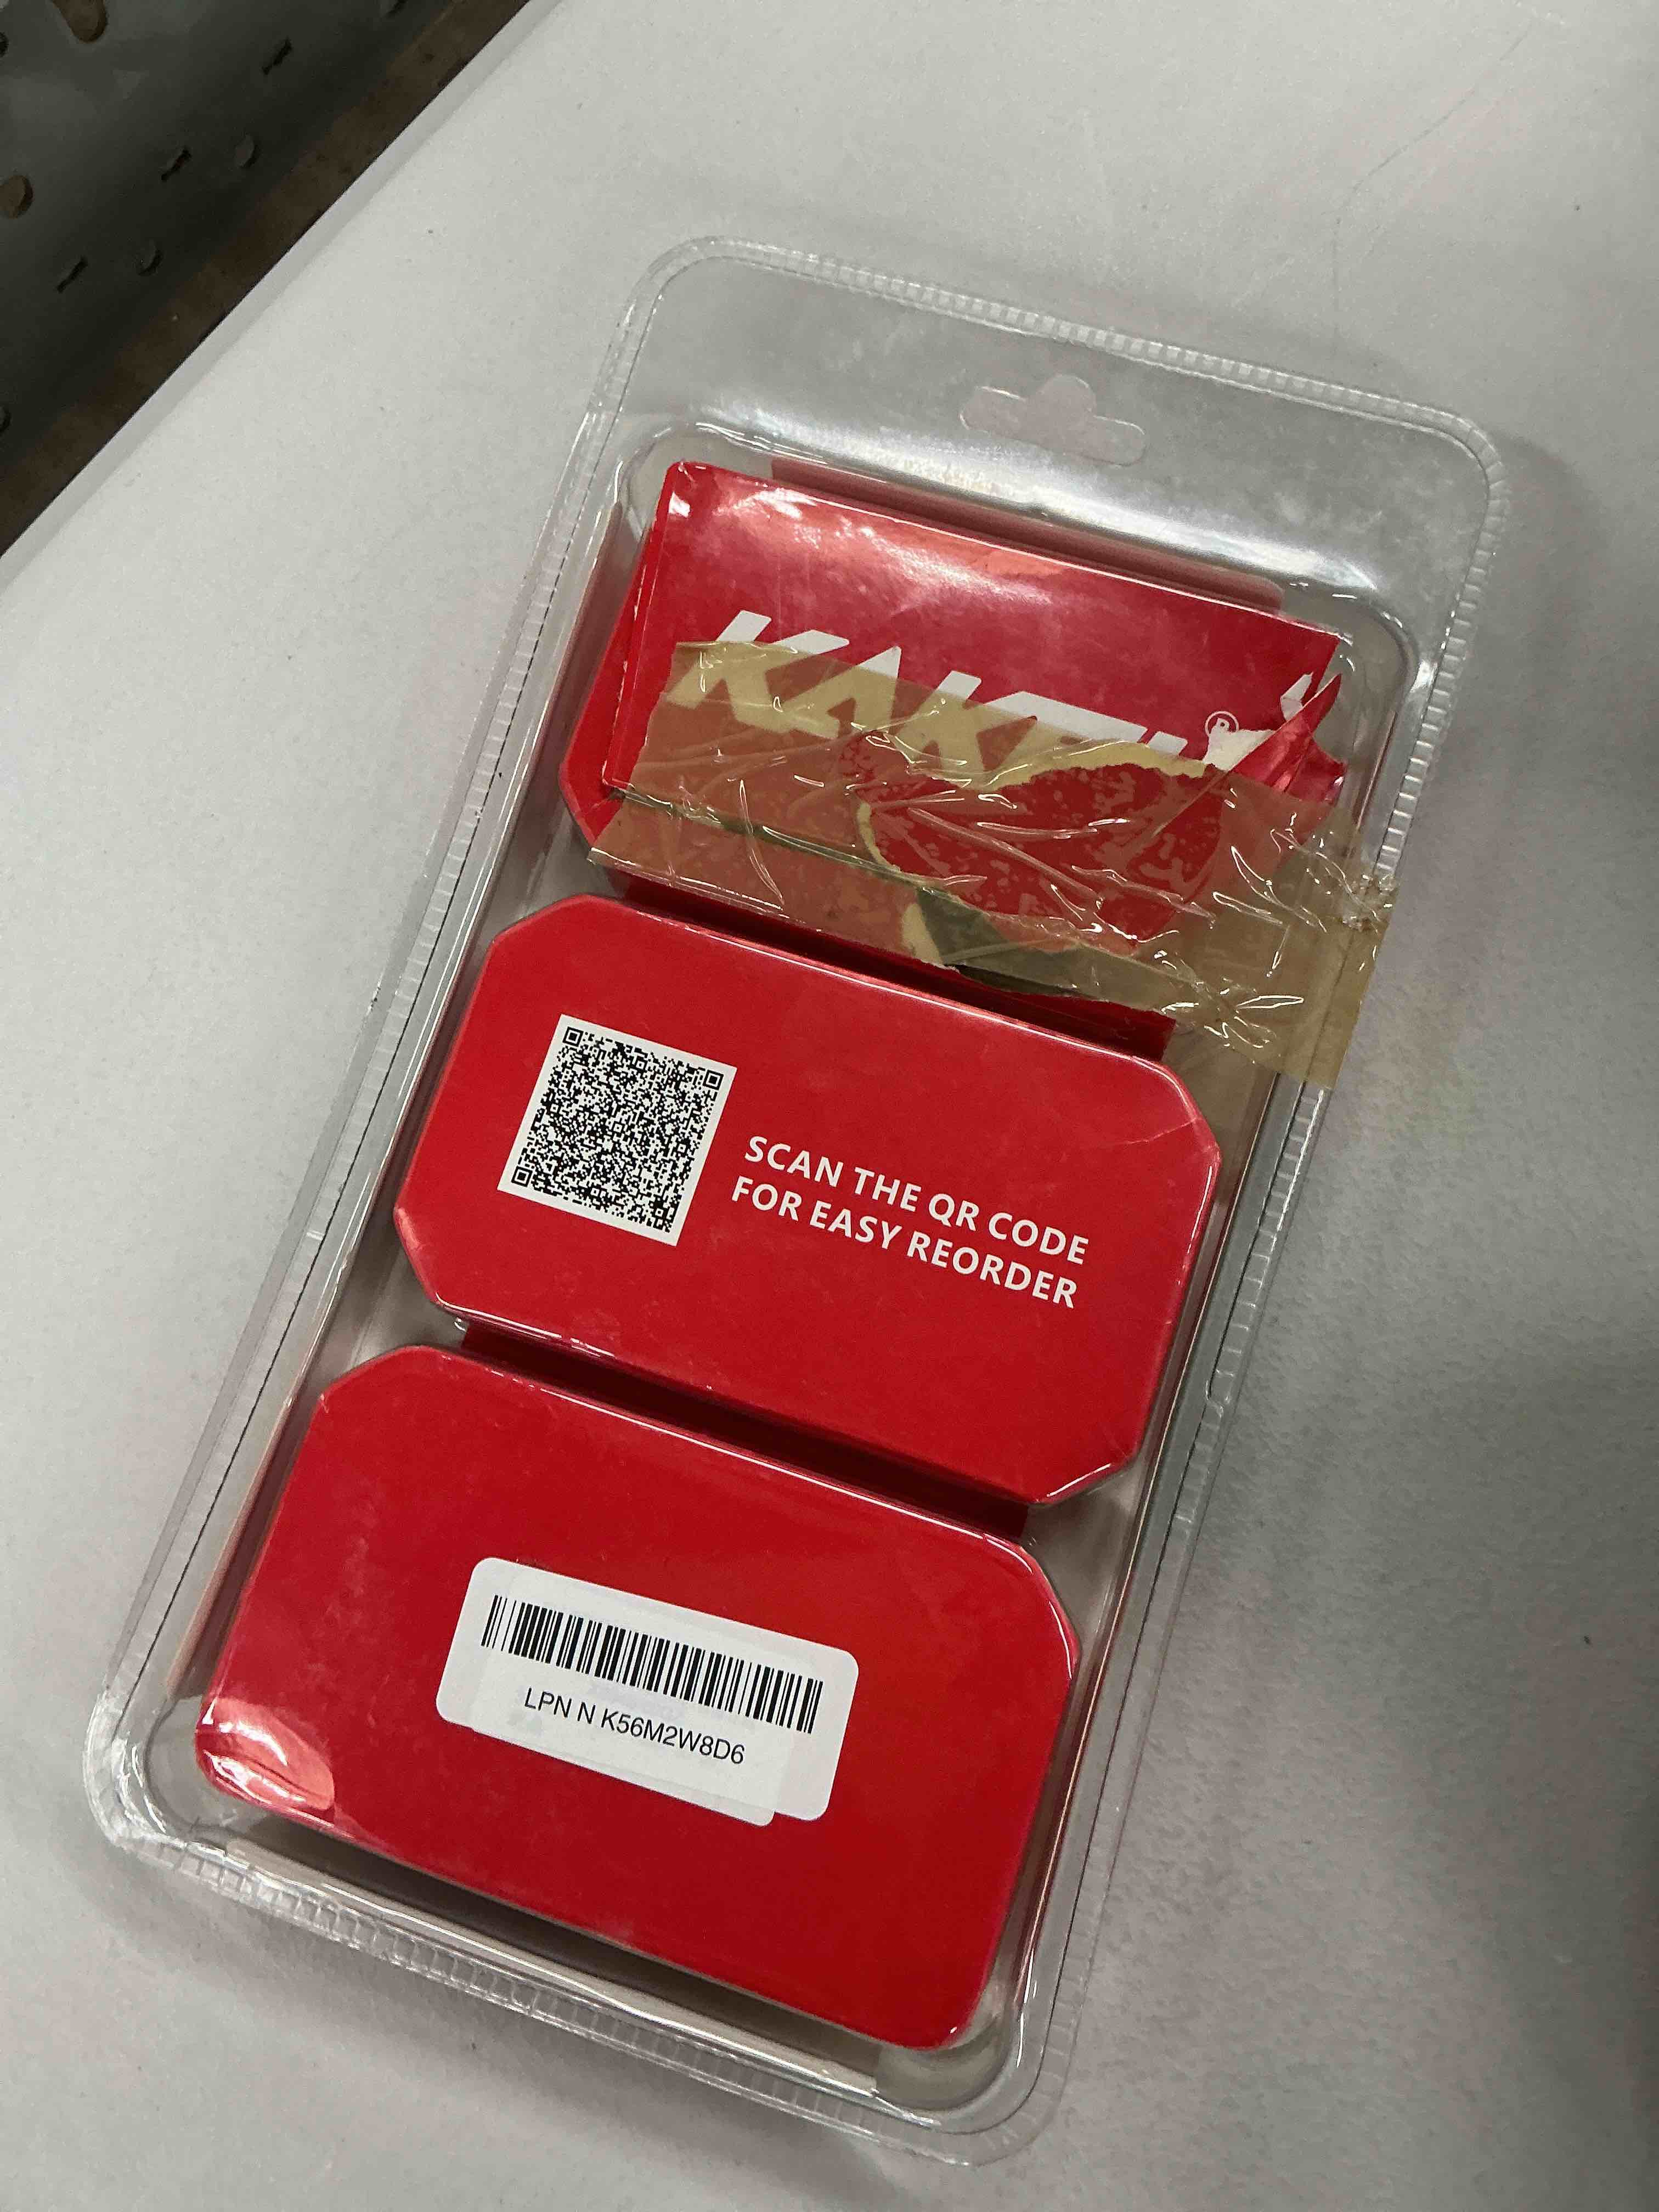 ®
SCAN THE QR CODE
FOR EASY REORDER
LPN N K56M2W8D6